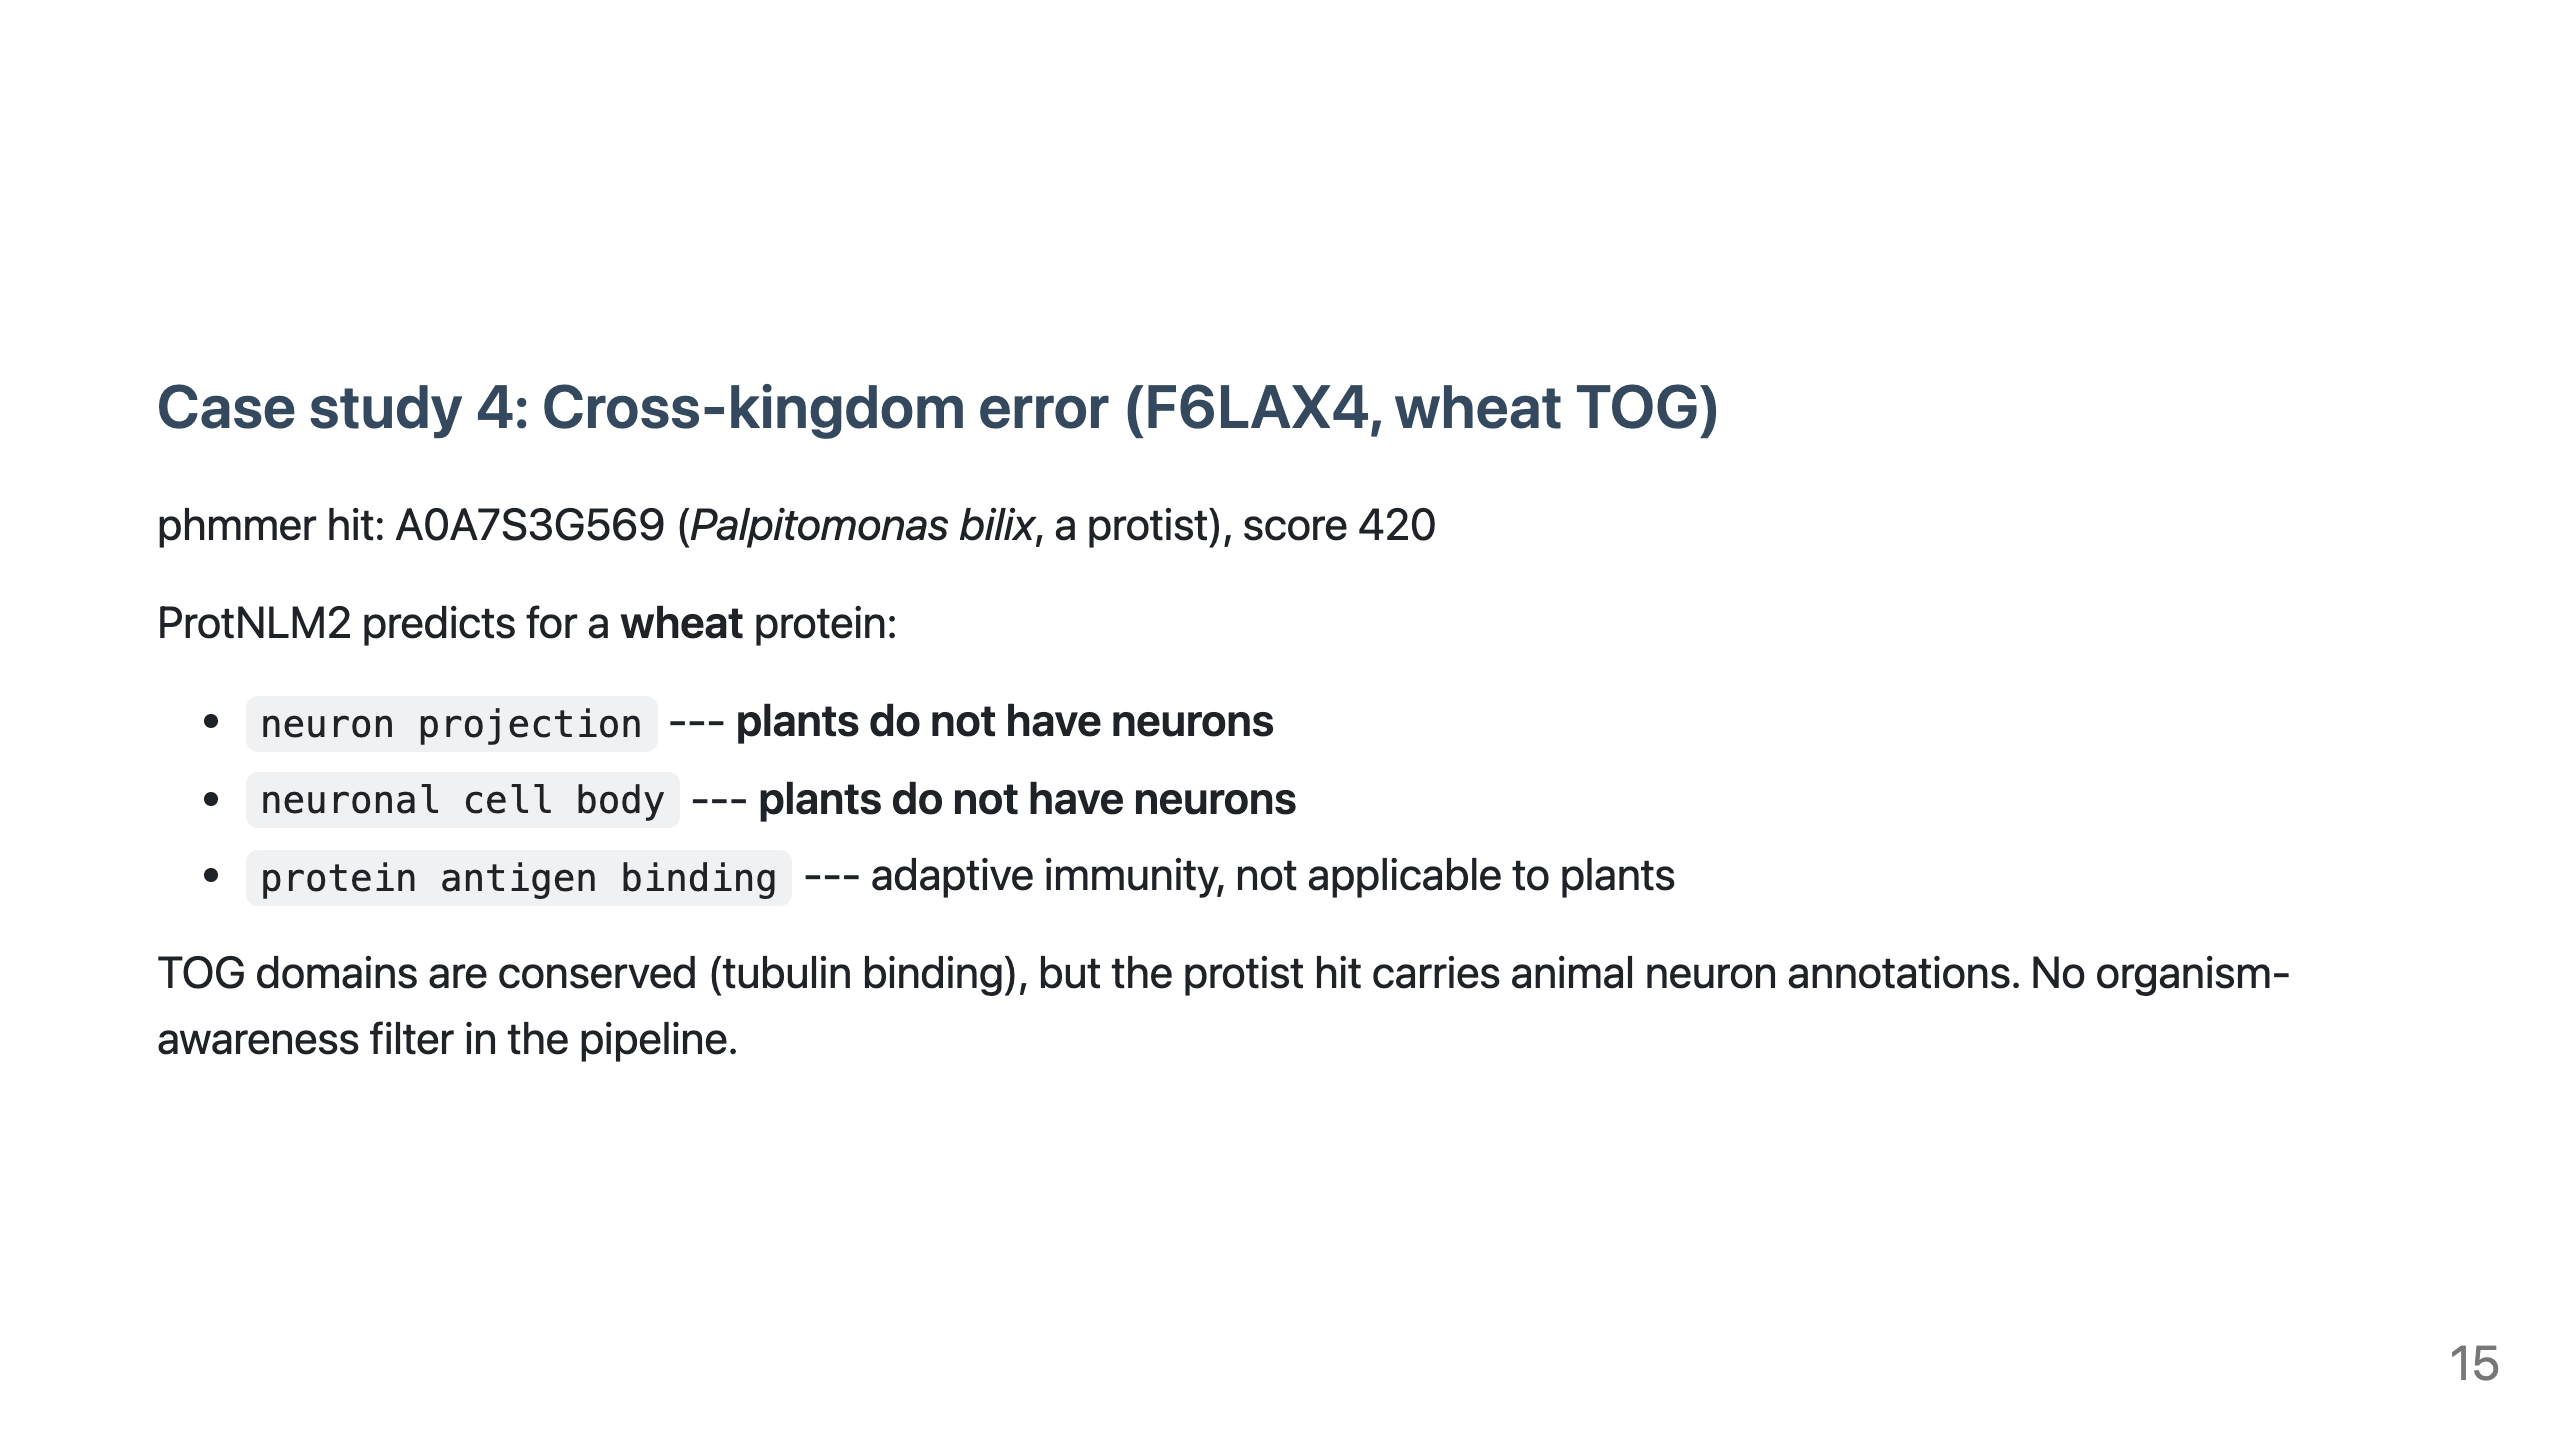 Case study 4: Cross-kingdom error (F6LAX4, wheat TOG)
phmmer hit: A0A7S3G569 (Palpitomonas bilix, a protist), score 420
ProtNLM2 predicts for a wheat protein:
• neuron projection --- plants do not have neurons
• neuronal cell body --- plants do not have neurons
• protein antigen binding --- adaptive immunity, not applicable to plants
TOG domains are conserved (tubulin binding), but the protist hit carries animal neuron annotations. No organism-
awareness filter in the pipeline.
15